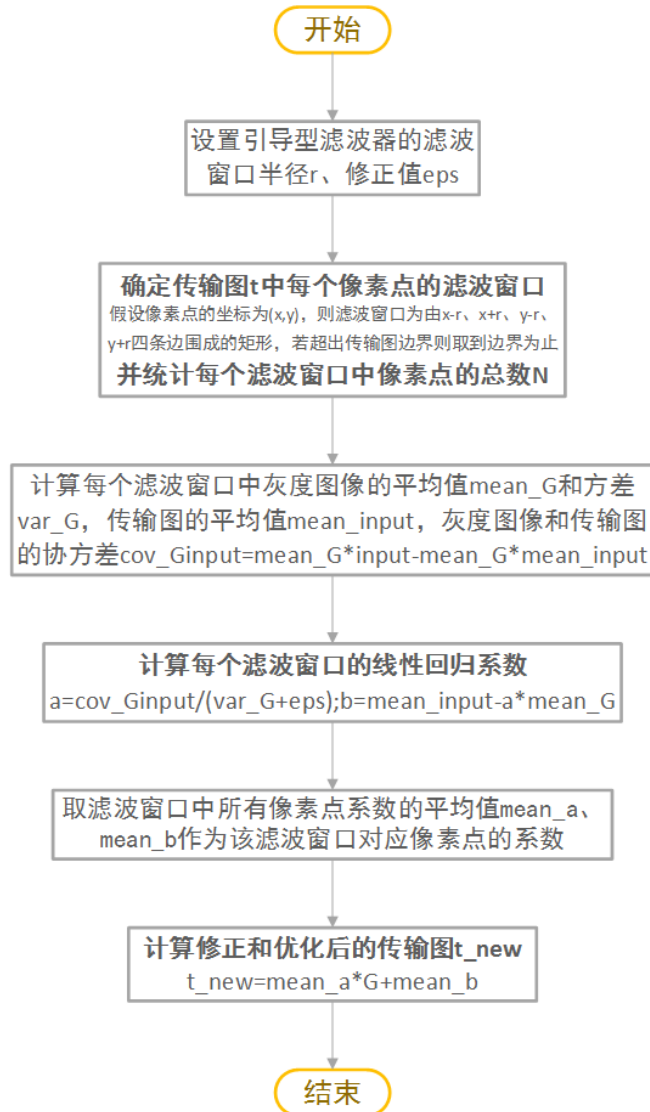 开始
设置引导型滤波器的滤波
窗口半径r、修正值eps
确定传输图t中每个像素点的滤波窗口
假设像素点的坐标为(x,y)，则滤波窗口为由x-r、x+r、y-r、
y+r四条边围成的矩形，若超出传输图边界则取到边界为止
并统计每个滤波窗口中像素点的总数N
计算每个滤波窗口中灰度图像的平均值mean_G和方差
var_G，传输图的平均值mean_input，灰度图像和传输图
的协方差cov_Ginput=mean_G*input-mean_G*mean_input
计算每个滤波窗口的线性回归系数
a=cov_Ginput/(var_G+eps);b=mean_input-a*mean_G
取滤波窗口中所有像素点系数的平均值mean_a、
mean_b作为该滤波窗口对应像素点的系数
计算修正和优化后的传输图t_new
t_new=mean_a*G+mean_b
结束